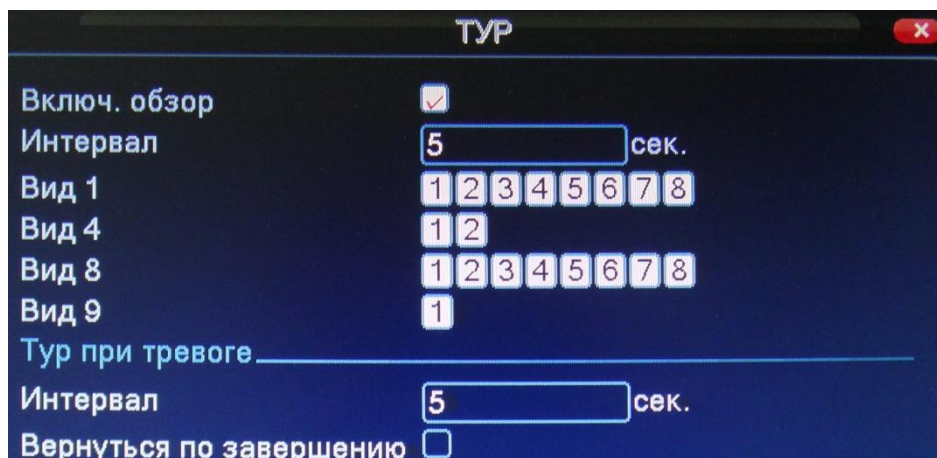 ТУР
Включ. обзор
Интервал 5 сек.
Вид 1 1 2 3 4 5 6 7 8
Вид 4 1 2
Вид 8 1 2 3 4 5 6 7 8
Вид 9 1
Тур при тревоге
Интервал 5 сек.
Вернуться по завершению